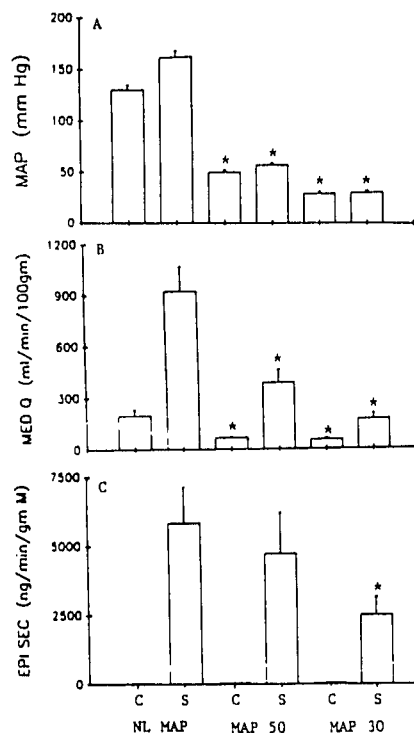 A
MAP (mm Hg)
200
150
100
50
0
*
*
*
*
B
MED Q (ml/min/100gm)
1200
900
600
300
0
*
*
*
*
C
EPI SEC (ng/min/gm M)
7500
5000
2500
0
*
C S C S C S
NL MAP MAP 50 MAP 30